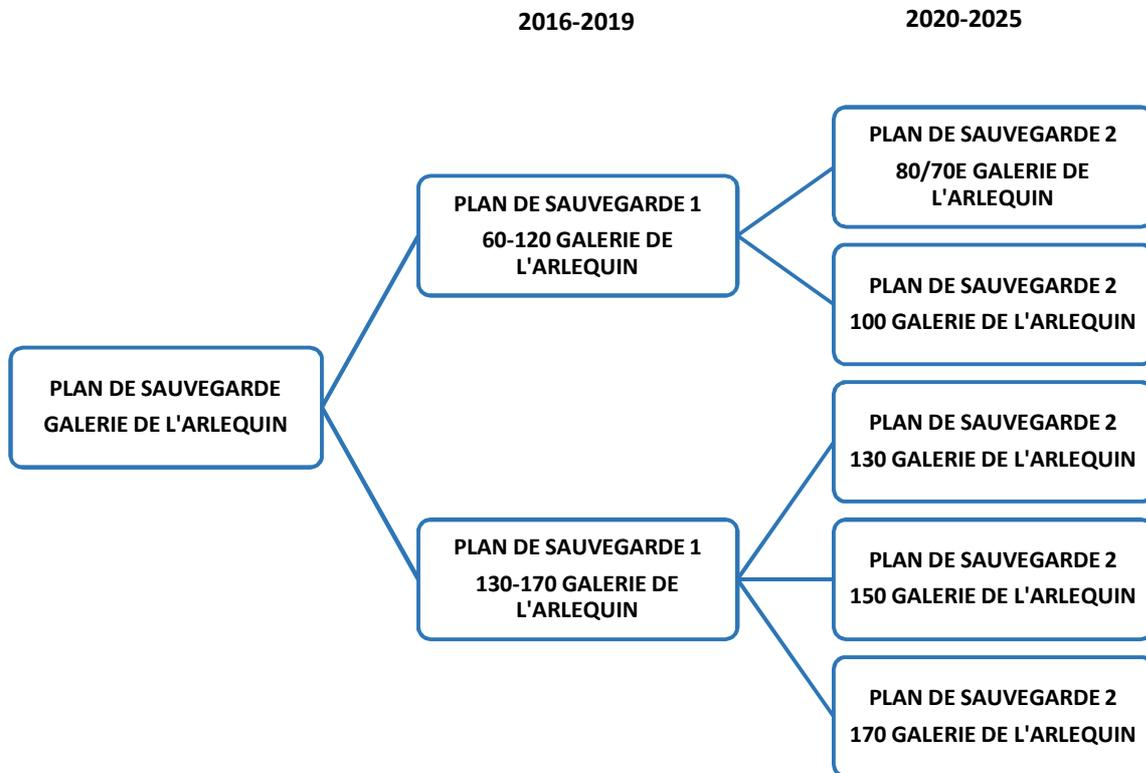 2016-2019
2020-2025
PLAN DE SAUVEGARDE
GALERIE DE L'ARLEQUIN
PLAN DE SAUVEGARDE 1
60-120 GALERIE DE
L'ARLEQUIN
PLAN DE SAUVEGARDE 2
80/70E GALERIE DE
L'ARLEQUIN
PLAN DE SAUVEGARDE 2
100 GALERIE DE L'ARLEQUIN
PLAN DE SAUVEGARDE 1
130-170 GALERIE DE
L'ARLEQUIN
PLAN DE SAUVEGARDE 2
130 GALERIE DE L'ARLEQUIN
PLAN DE SAUVEGARDE 2
150 GALERIE DE L'ARLEQUIN
PLAN DE SAUVEGARDE 2
170 GALERIE DE L'ARLEQUIN